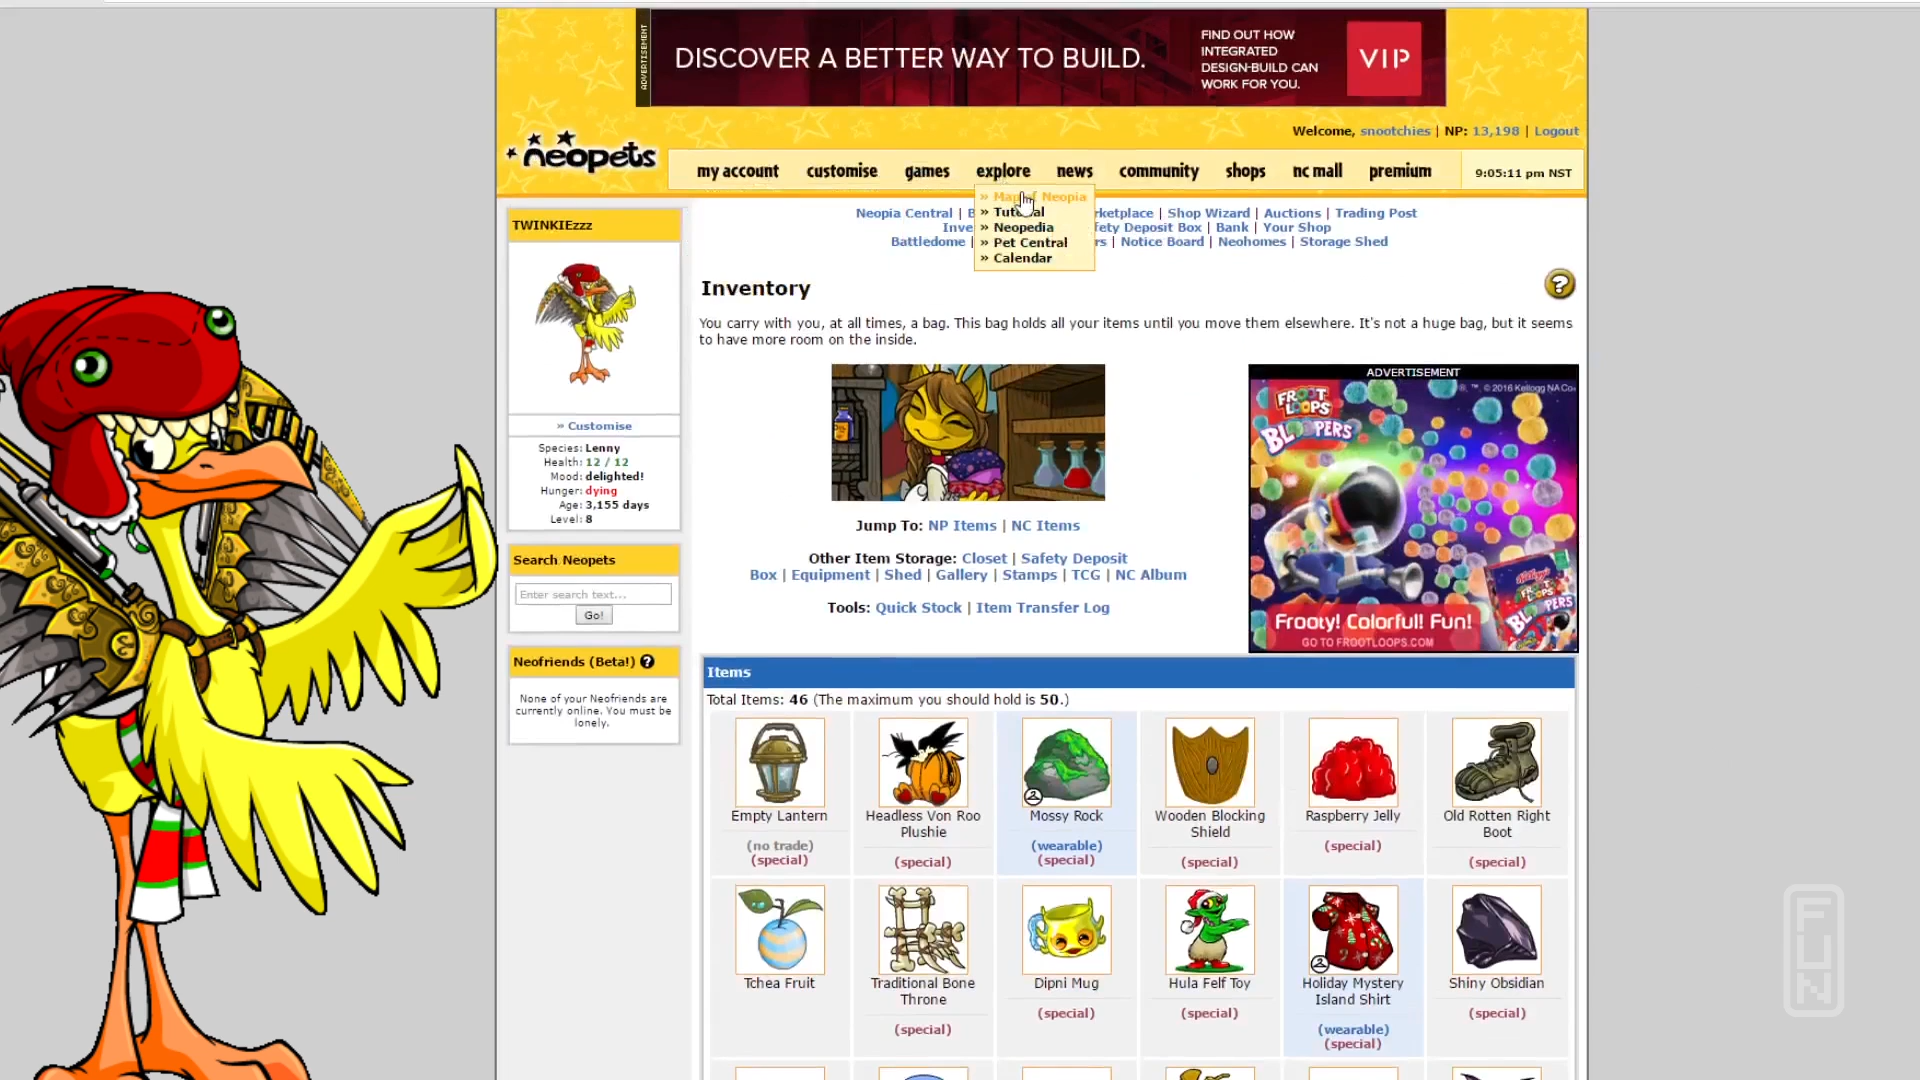 ADVERTISEMENT
DISCOVER A BETTER WAY TO BUILD.
FIND OUT HOW
INTEGRATED
DESIGN-BUILD CAN
WORK FOR YOU.
VIP
Welcome, snootchies | NP: 13,198 | Logout
neopets
my account customise games explore news community shops nc mall premium
9:05:11 pm NST
» Map of Neopia
» Tutorial
» Neopedia
» Pet Central
» Calendar
Neopia Central | Shop Wizard | Auctions | Trading Post
Deposit Box | Bank | Your Shop
Battledome | Notice Board | Neohomes | Storage Shed
TWINKIEzzz
» Customise
Species: Lenny
Health: 12 / 12
Mood: delighted!
Hunger: dying
Age: 3,155 days
Level: 8
Search Neopets
Enter search text...
Go!
Neofriends (Beta!) ?
None of your Neofriends are
currently online. You must be
lonely.
Inventory
?
You carry with you, at all times, a bag. This bag holds all your items until you move them elsewhere. It's not a huge bag, but it seems
to have more room on the inside.
Jump To: NP Items | NC Items
Other Item Storage: Closet | Safety Deposit
Box | Equipment | Shed | Gallery | Stamps | TCG | NC Album
Tools: Quick Stock | Item Transfer Log
ADVERTISEMENT
®, ™, © 2016 Kellogg NA Co.
FROOT
LOOPS
BLOOPERS
Frooty! Colorful! Fun!
GO TO FROOTLOOPS.COM
Items
Total Items: 46 (The maximum you should hold is 50.)
Empty Lantern
(no trade)
(special)
Headless Von Roo
Plushie
(special)
Mossy Rock
(wearable)
(special)
Wooden Blocking
Shield
(special)
Raspberry Jelly
(special)
Old Rotten Right
Boot
(special)
Tchea Fruit
Traditional Bone
Throne
(special)
Dipni Mug
(special)
Hula Felf Toy
(special)
Holiday Mystery
Island Shirt
(wearable)
(special)
Shiny Obsidian
(special)
FUN